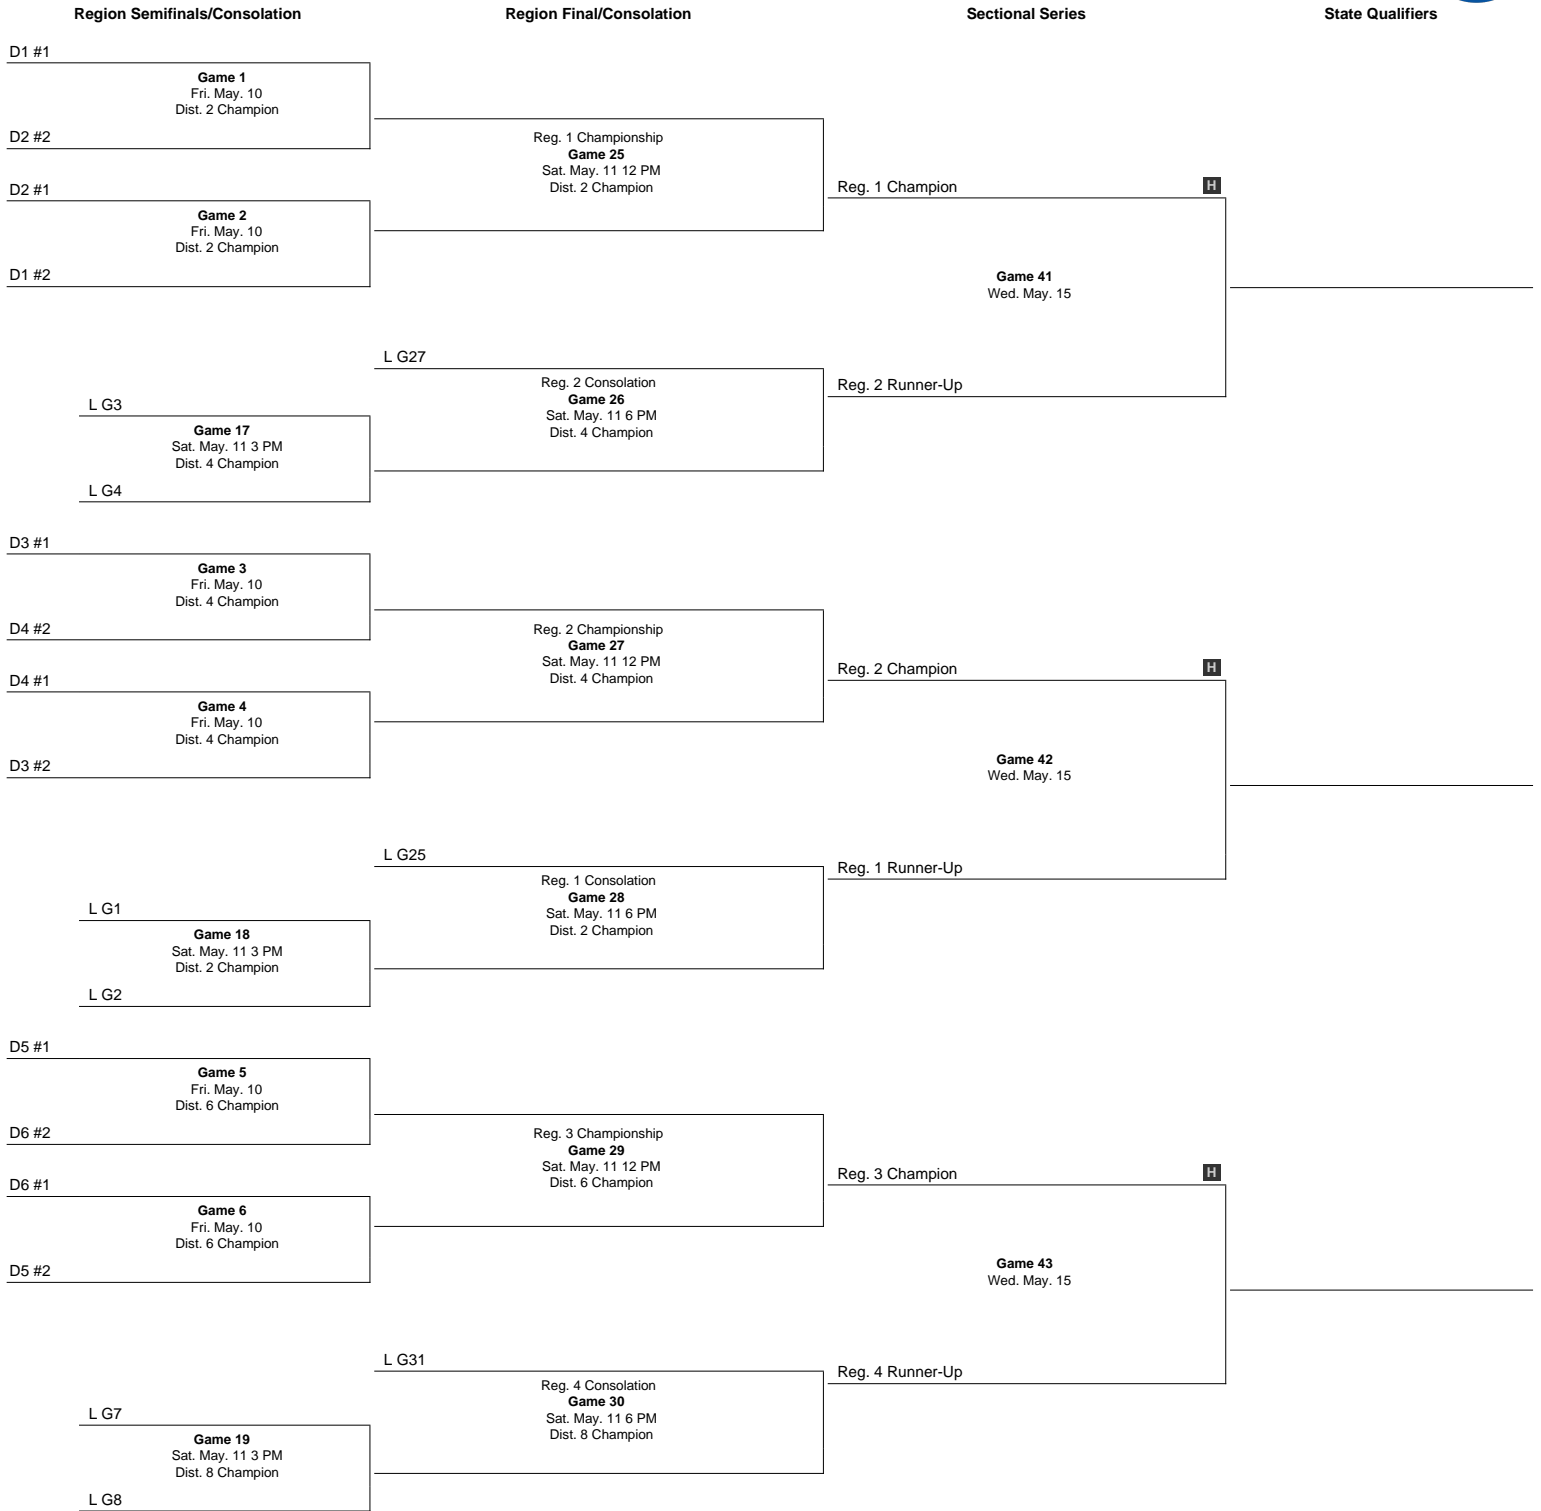 Region Semifinals/Consolation
Region Final/Consolation
Sectional Series
State Qualifiers
D1 #1
Game 1
Fri. May. 10
Dist. 2 Champion
D2 #2
D2 #1
Game 2
Fri. May. 10
Dist. 2 Champion
D1 #2
Reg. 1 Championship
Game 25
Sat. May. 11 12 PM
Dist. 2 Champion
Reg. 1 Champion
H
Game 41
Wed. May. 15
L G27
Reg. 2 Consolation
Game 26
Sat. May. 11 6 PM
Dist. 4 Champion
Reg. 2 Runner-Up
L G3
Game 17
Sat. May. 11 3 PM
Dist. 4 Champion
L G4
D3 #1
Game 3
Fri. May. 10
Dist. 4 Champion
D4 #2
D4 #1
Game 4
Fri. May. 10
Dist. 4 Champion
D3 #2
Reg. 2 Championship
Game 27
Sat. May. 11 12 PM
Dist. 4 Champion
Reg. 2 Champion
H
Game 42
Wed. May. 15
L G25
Reg. 1 Consolation
Game 28
Sat. May. 11 6 PM
Dist. 2 Champion
Reg. 1 Runner-Up
L G1
Game 18
Sat. May. 11 3 PM
Dist. 2 Champion
L G2
D5 #1
Game 5
Fri. May. 10
Dist. 6 Champion
D6 #2
D6 #1
Game 6
Fri. May. 10
Dist. 6 Champion
D5 #2
Reg. 3 Championship
Game 29
Sat. May. 11 12 PM
Dist. 6 Champion
Reg. 3 Champion
H
Game 43
Wed. May. 15
L G31
Reg. 4 Consolation
Game 30
Sat. May. 11 6 PM
Dist. 8 Champion
Reg. 4 Runner-Up
L G7
Game 19
Sat. May. 11 3 PM
Dist. 8 Champion
L G8